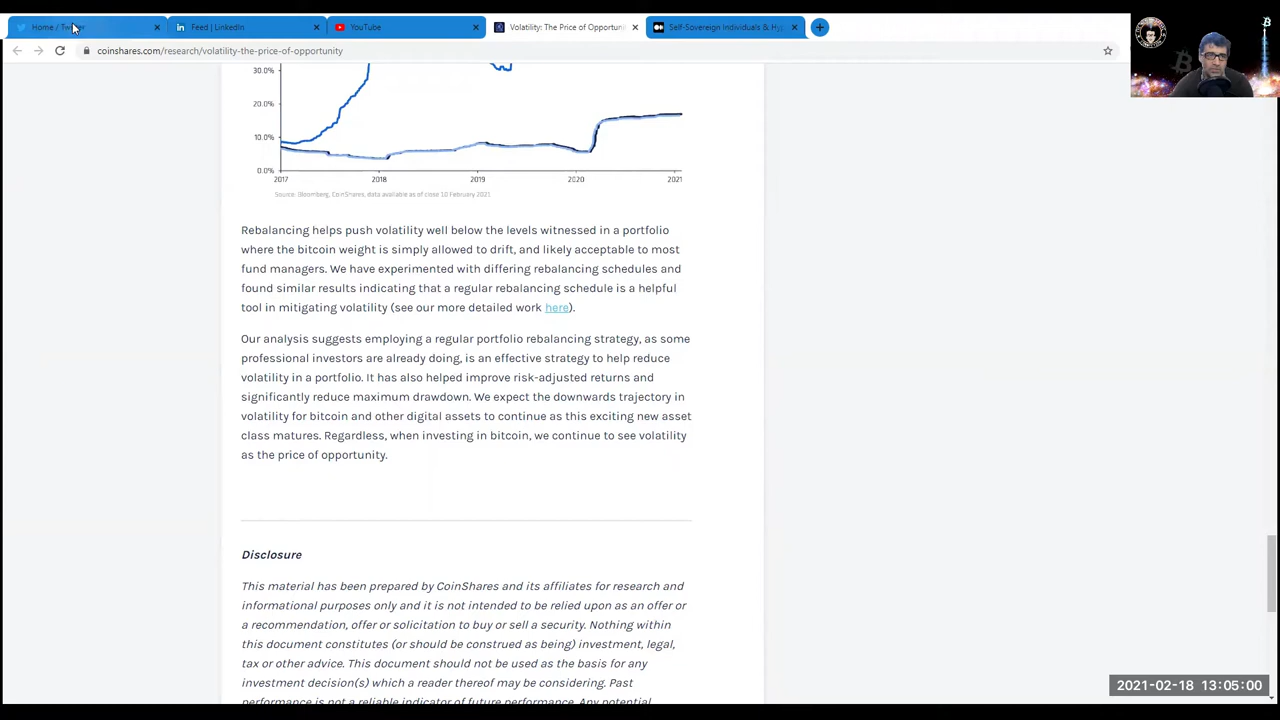 Home / Twitter
Feed | LinkedIn
YouTube
Volatility: The Price of Opportuni
Self-Sovereign Individuals & Hy
coinshares.com/research/volatility-the-price-of-opportunity
30.0%
20.0%
10.0%
0.0%
2017 2018 2019 2020 2021
Source: Bloomberg, CoinShares, data available as of close 10 February 2021
Rebalancing helps push volatility well below the levels witnessed in a portfolio
where the bitcoin weight is simply allowed to drift, and likely acceptable to most
fund managers. We have experimented with differing rebalancing schedules and
found similar results indicating that a regular rebalancing schedule is a helpful
tool in mitigating volatility (see our more detailed work here).
Our analysis suggests employing a regular portfolio rebalancing strategy, as some
professional investors are already doing, is an effective strategy to help reduce
volatility in a portfolio. It has also helped improve risk-adjusted returns and
significantly reduce maximum drawdown. We expect the downwards trajectory in
volatility for bitcoin and other digital assets to continue as this exciting new asset
class matures. Regardless, when investing in bitcoin, we continue to see volatility
as the price of opportunity.
Disclosure
This material has been prepared by CoinShares and its affiliates for research and
informational purposes only and it is not intended to be relied upon as an offer or
a recommendation, offer or solicitation to buy or sell a security. Nothing within
this document constitutes (or should be construed as being) investment, legal,
tax or other advice. This document should not be used as the basis for any
investment decision(s) which a reader thereof may be considering. Past
performance is not a reliable indicator of future performance. Any potential
2021-02-18 13:05:00